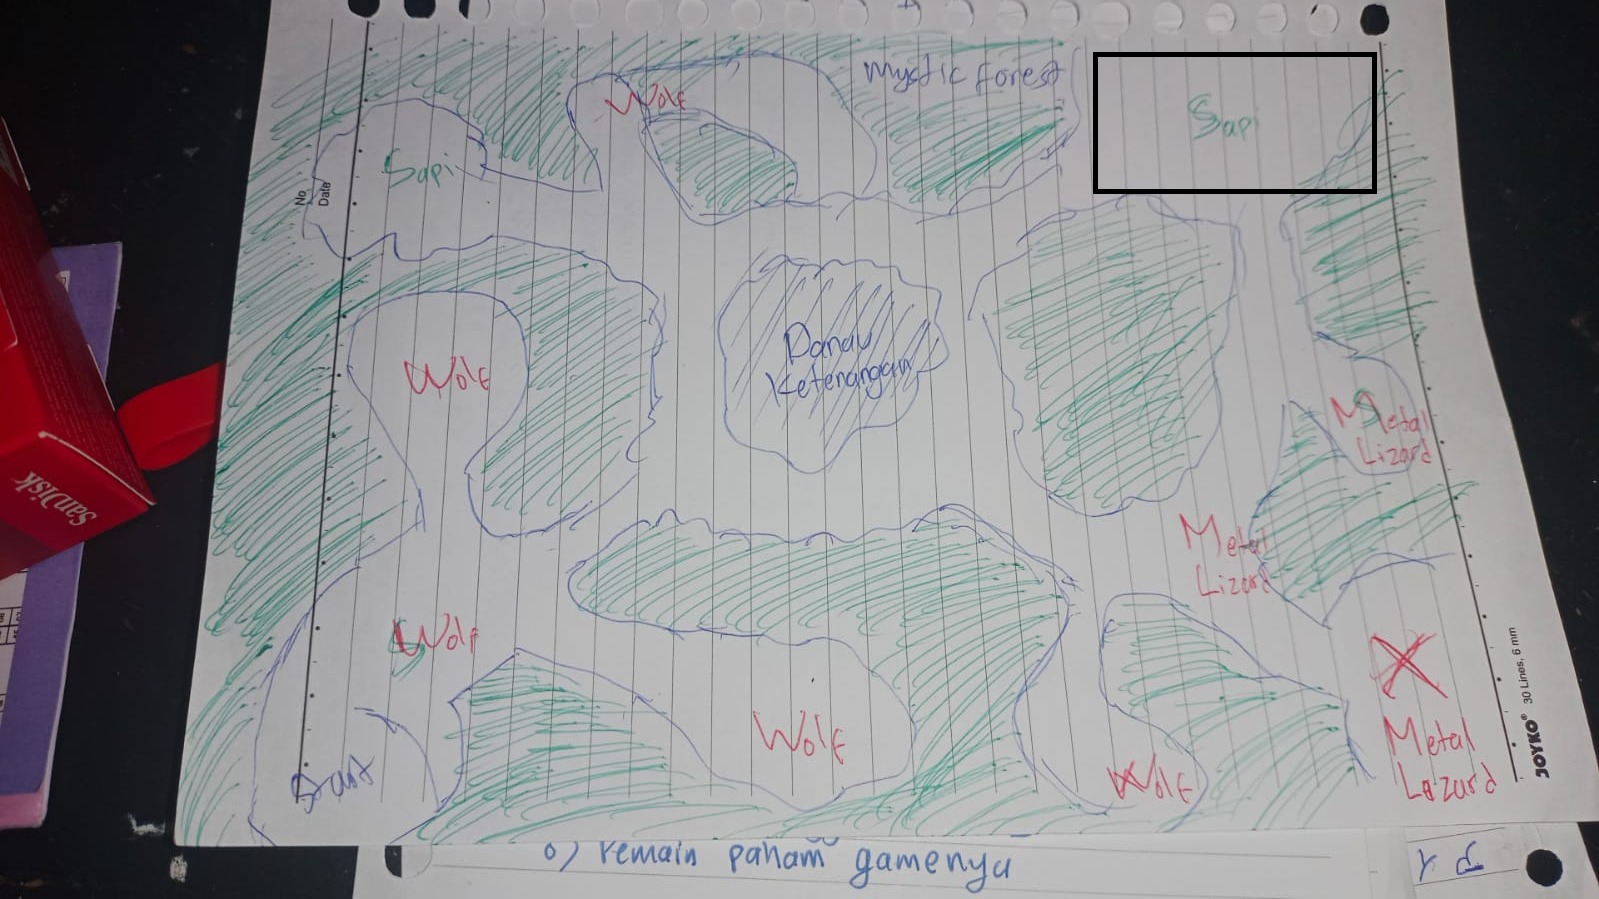 Mystic Forest
Wolf
Sapi
Sapi
No
Date
Danau
Ketenangan
Wolf
Metal
Lizard
Metal
Lizard
Wolf
Wolf
Start
Wolf
X
Metal
Lazard
JOYKO® 30 Lines, 6 mm
SanDisk
o) Pemain paham gamenya